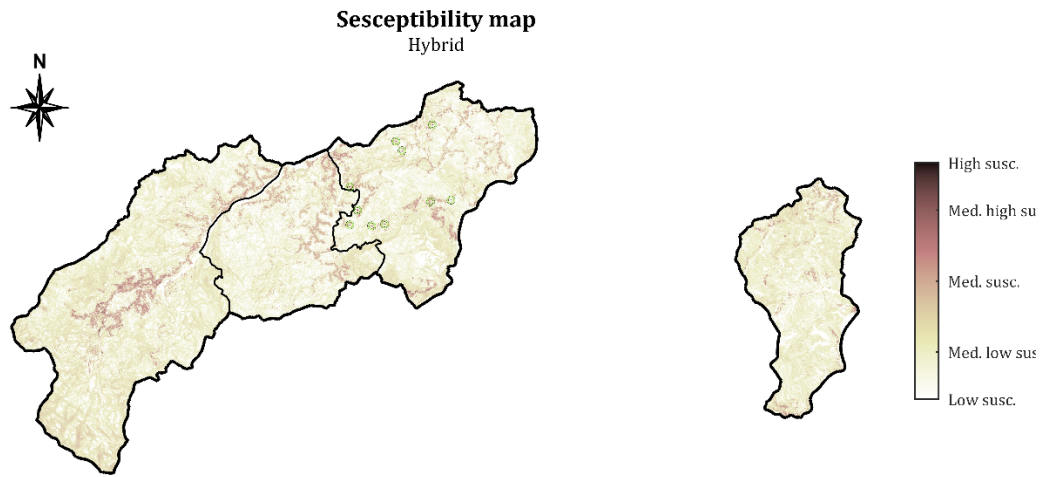 Sesceptibility map
Hybrid
N
High susc.
Med. high su
Med. susc.
Med. low sus
Low susc.